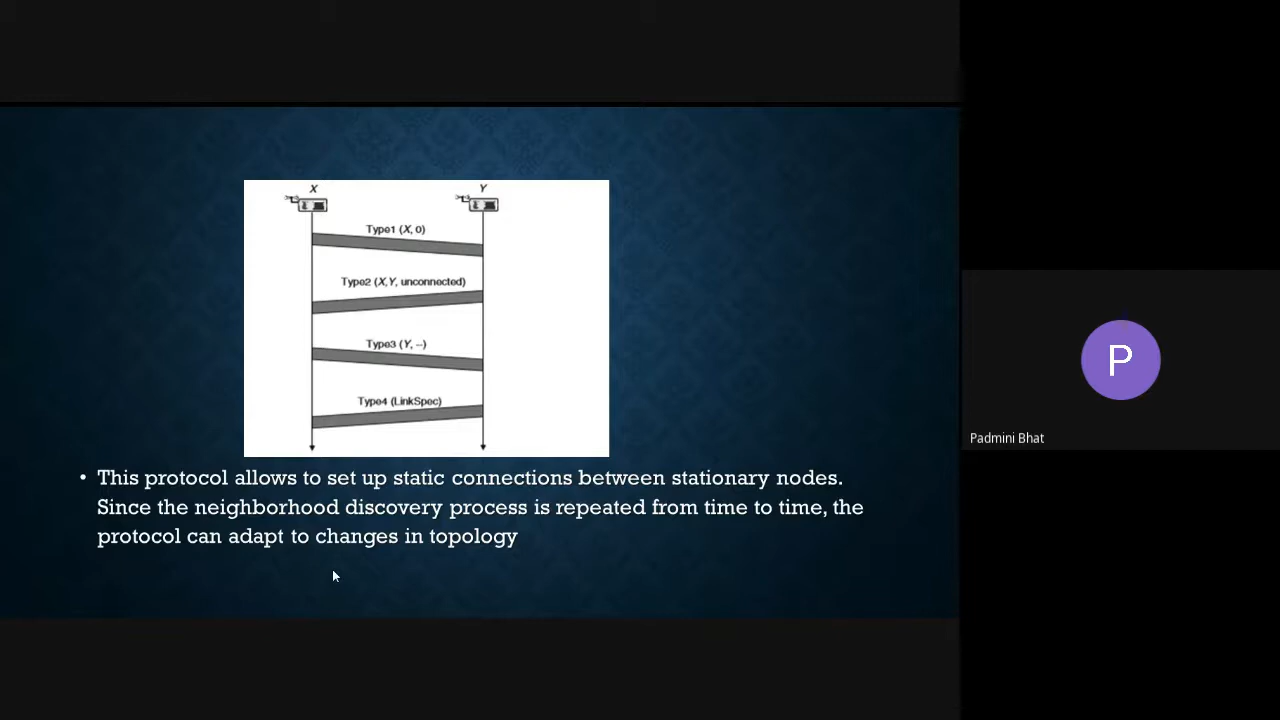 X Y
Type1 (X, 0)
Type2 (X,Y, unconnected)
Type3 (Y, --)
Type4 (LinkSpec)
• This protocol allows to set up static connections between stationary nodes.
Since the neighborhood discovery process is repeated from time to time, the
protocol can adapt to changes in topology
P
Padmini Bhat